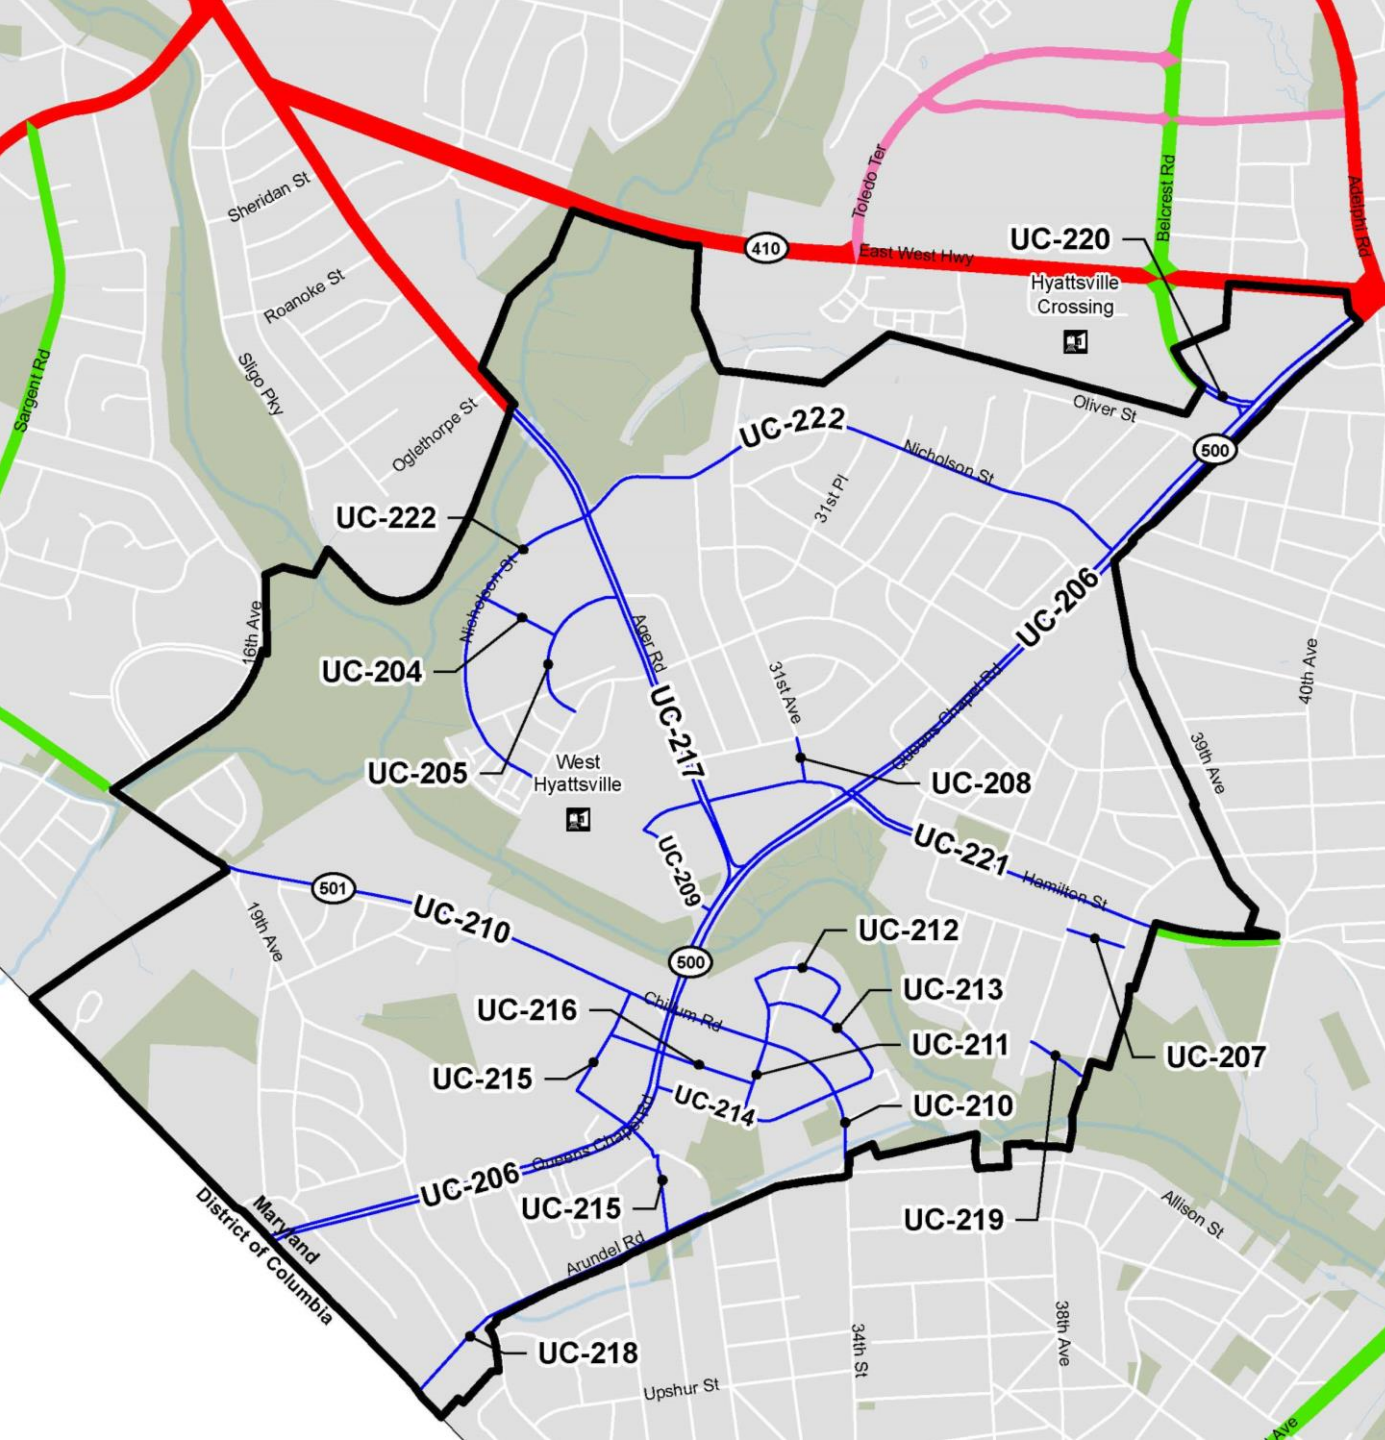 Toledo Ter
Belcrest Rd
Adelphi Rd
Sheridan St
410
East West Hwy
UC-220
Hyattsville
Crossing
Roanoke St
Sargent Rd
Sligo Pky
Oglethorpe St
Oliver St
UC-222
500
Nicholson St
31st Pl
UC-222
Nicholson St
UC-206
16th Ave
Ager Rd
UC-204
40th Ave
31st Ave
Queens Chapel Rd
UC-217
39th Ave
West
Hyattsville
UC-205
UC-208
UC-221
UC-209
501
Hamilton St
UC-210
19th Ave
UC-212
500
UC-213
Chillum Rd
UC-216
UC-211
UC-207
UC-215
UC-214
UC-210
Queens Chapel Rd
UC-206
UC-215
UC-219
Allison St
Maryland
District of Columbia
Arundel Rd
UC-218
34th St
38th Ave
Upshur St
Ave